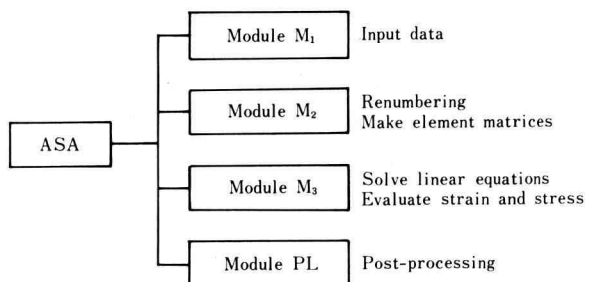 Module M₁
Input data
Module M₂
Renumbering
Make element matrices
ASA
Module M₃
Solve linear equations
Evaluate strain and stress
Module PL
Post-processing